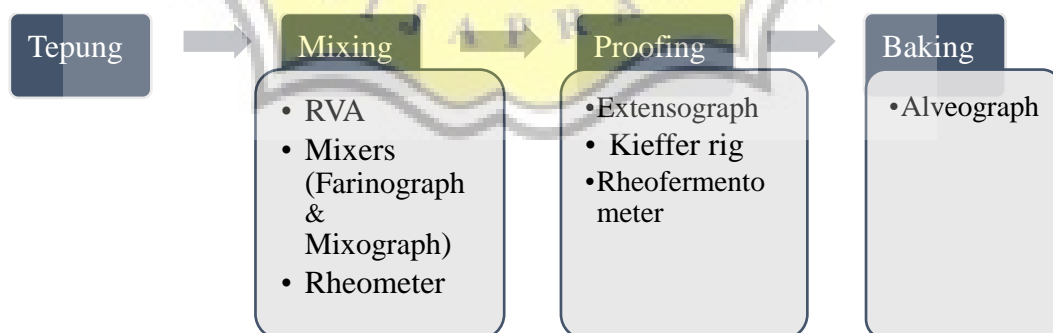 Tepung
Mixing
• RVA
• Mixers
(Farinograph
&
Mixograph)
• Rheometer
Proofing
•Extensograph
• Kieffer rig
•Rheofermento
meter
Baking
•Alveograph